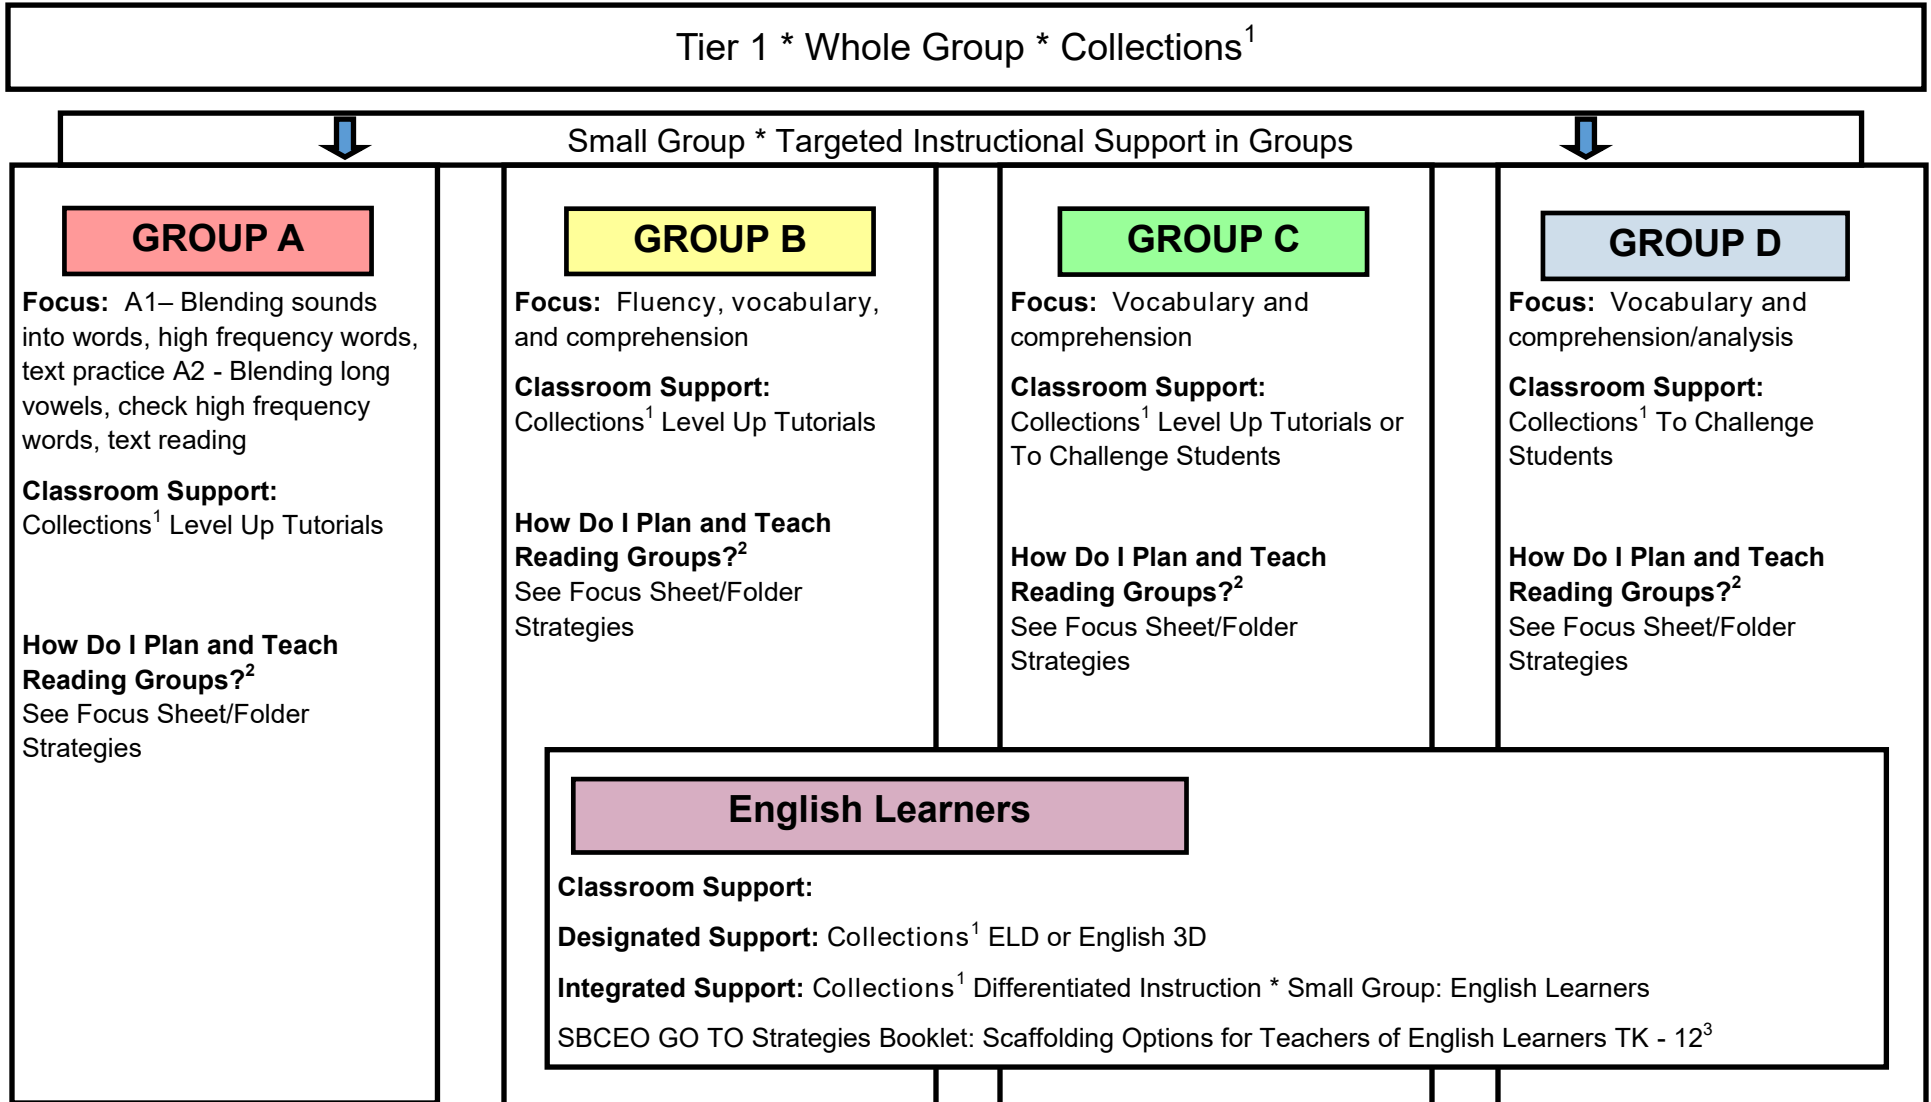 Tier 1 * Whole Group * Collections¹
Small Group * Targeted Instructional Support in Groups
GROUP A
Focus: A1– Blending sounds
into words, high frequency words,
text practice A2 - Blending long
vowels, check high frequency
words, text reading
Classroom Support:
Collections¹ Level Up Tutorials
How Do I Plan and Teach
Reading Groups?²
See Focus Sheet/Folder
Strategies
GROUP B
Focus: Fluency, vocabulary,
and comprehension
Classroom Support:
Collections¹ Level Up Tutorials
How Do I Plan and Teach
Reading Groups?²
See Focus Sheet/Folder
Strategies
GROUP C
Focus: Vocabulary and
comprehension
Classroom Support:
Collections¹ Level Up Tutorials or
To Challenge Students
How Do I Plan and Teach
Reading Groups?²
See Focus Sheet/Folder
Strategies
GROUP D
Focus: Vocabulary and
comprehension/analysis
Classroom Support:
Collections¹ To Challenge
Students
How Do I Plan and Teach
Reading Groups?²
See Focus Sheet/Folder
Strategies
English Learners
Classroom Support:
Designated Support: Collections¹ ELD or English 3D
Integrated Support: Collections¹ Differentiated Instruction * Small Group: English Learners
SBCEO GO TO Strategies Booklet: Scaffolding Options for Teachers of English Learners TK - 12³